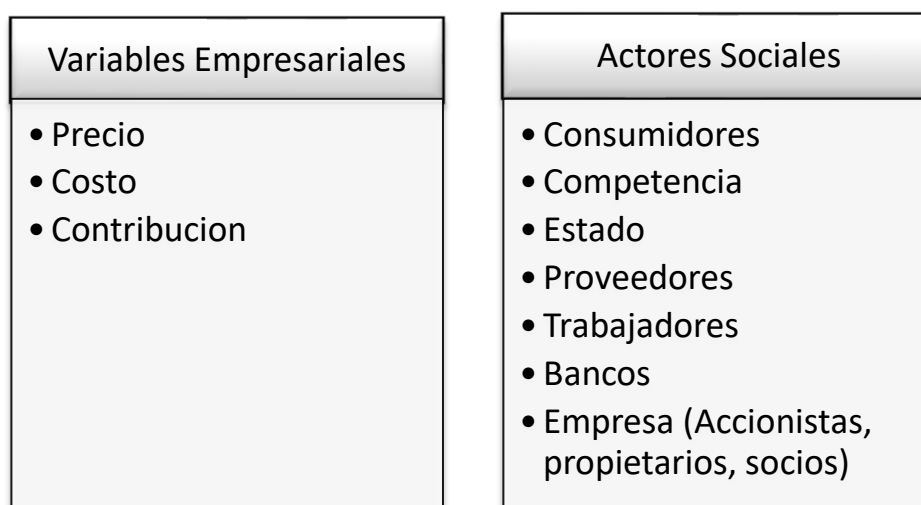 Variables Empresariales
• Precio
• Costo
• Contribucion
Actores Sociales
• Consumidores
• Competencia
• Estado
• Proveedores
• Trabajadores
• Bancos
• Empresa (Accionistas,
propietarios, socios)